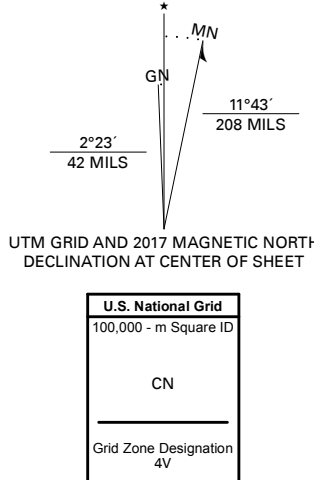 ★
MN
GN
11°43´
208 MILS
2°23´
42 MILS
UTM GRID AND 2017 MAGNETIC NORTH
DECLINATION AT CENTER OF SHEET
U.S. National Grid
100,000 - m Square ID
CN
Grid Zone Designation
4V